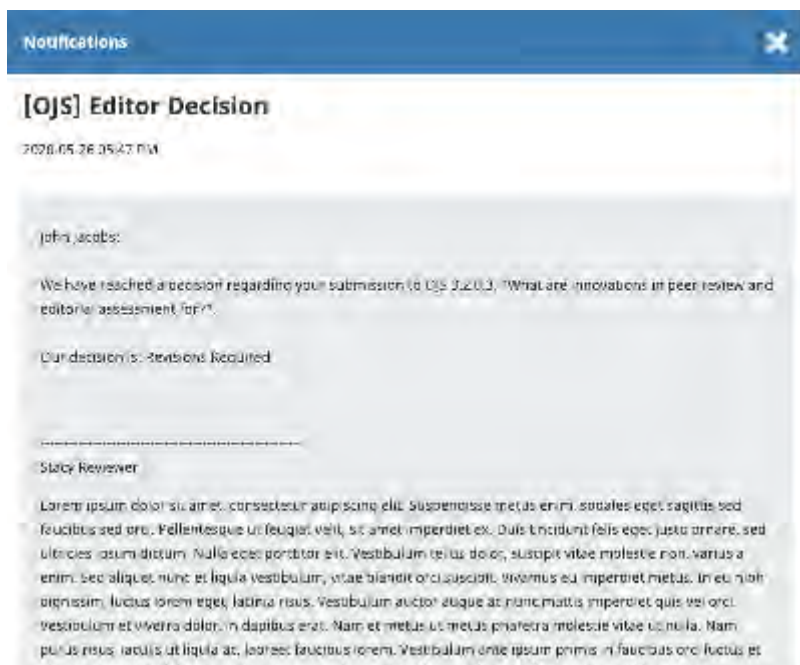 Notifications
[OJS] Editor Decision
2020-05-26 05:47 PM
John Jacobs:
We have reached a decision regarding your submission to OJS 3.2.0.3, "What are innovations in peer review and
editorial assessment for?".
Our decision is: Revisions Required
------------------------------------------------------------
Stacy Reviewer
Lorem ipsum dolor sit amet, consectetur adipiscing elit. Suspendisse metus enim, sodales eget sagittis sed
faucibus sed orci. Pellentesque ut feugiat velit, sit amet imperdiet ex. Duis tincidunt felis eget justo ornare, sed
ultricies ipsum dictum. Nulla eget porttitor elit. Vestibulum tellus dolor, suscipit vitae molestie non, varius a
enim. Sed aliquet nunc et ligula vestibulum, vitae blandit orci suscipit. Vivamus eu imperdiet metus. In eu nibh
dignissim, luctus lorem eget, lacinia risus. Vestibulum auctor augue at nunc mattis imperdiet quis vel orci.
Vestibulum et viverra dolor, in dapibus erat. Nam et metus ut metus pharetra molestie vitae ut nulla. Nam
purus risus, iaculis ut ligula at, laoreet faucibus lorem. Vestibulum ante ipsum primis in faucibus orci luctus et